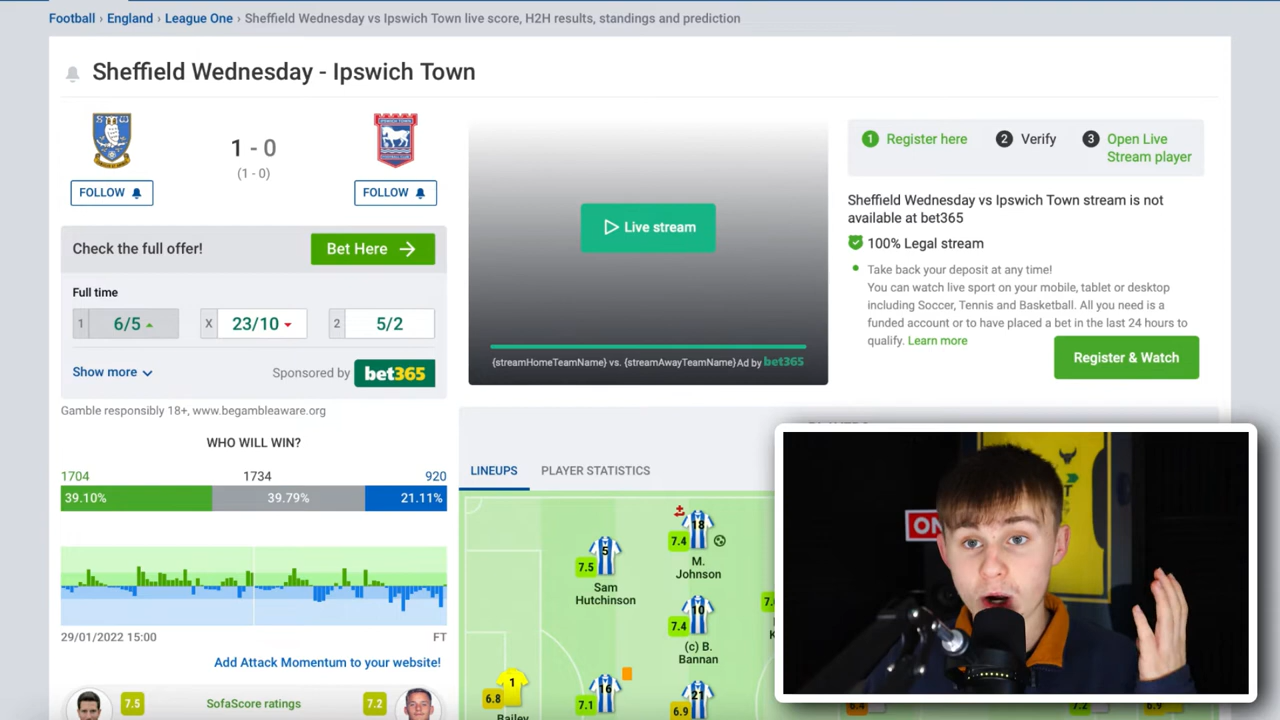 Football › England › League One › Sheffield Wednesday vs Ipswich Town live score, H2H results, standings and prediction
Sheffield Wednesday - Ipswich Town
1 - 0
(1 - 0)
FOLLOW
FOLLOW
Check the full offer!
Bet Here
Full time
1 6/5
X 23/10
2 5/2
Show more
Sponsored by bet365
Gamble responsibly 18+, www.begambleaware.org
WHO WILL WIN?
1704 1734 920
39.10% 39.79% 21.11%
29/01/2022 15:00 FT
Add Attack Momentum to your website!
7.5 SofaScore ratings 7.2
Live stream
{streamHomeTeamName} vs. {streamAwayTeamName} Ad by bet365
1 Register here
2 Verify
3 Open Live
Stream player
Sheffield Wednesday vs Ipswich Town stream is not
available at bet365
100% Legal stream
Take back your deposit at any time!
You can watch live sport on your mobile, tablet or desktop
including Soccer, Tennis and Basketball. All you need is a
funded account or to have placed a bet in the last 24 hours to
qualify. Learn more
Register & Watch
LINEUPS
PLAYER STATISTICS
18
7.4
M.
Johnson
5
7.5
Sam
Hutchinson
10
7.4
(c) B.
Bannan
1
6.8
Bailey
16
7.1
21
6.9
ON